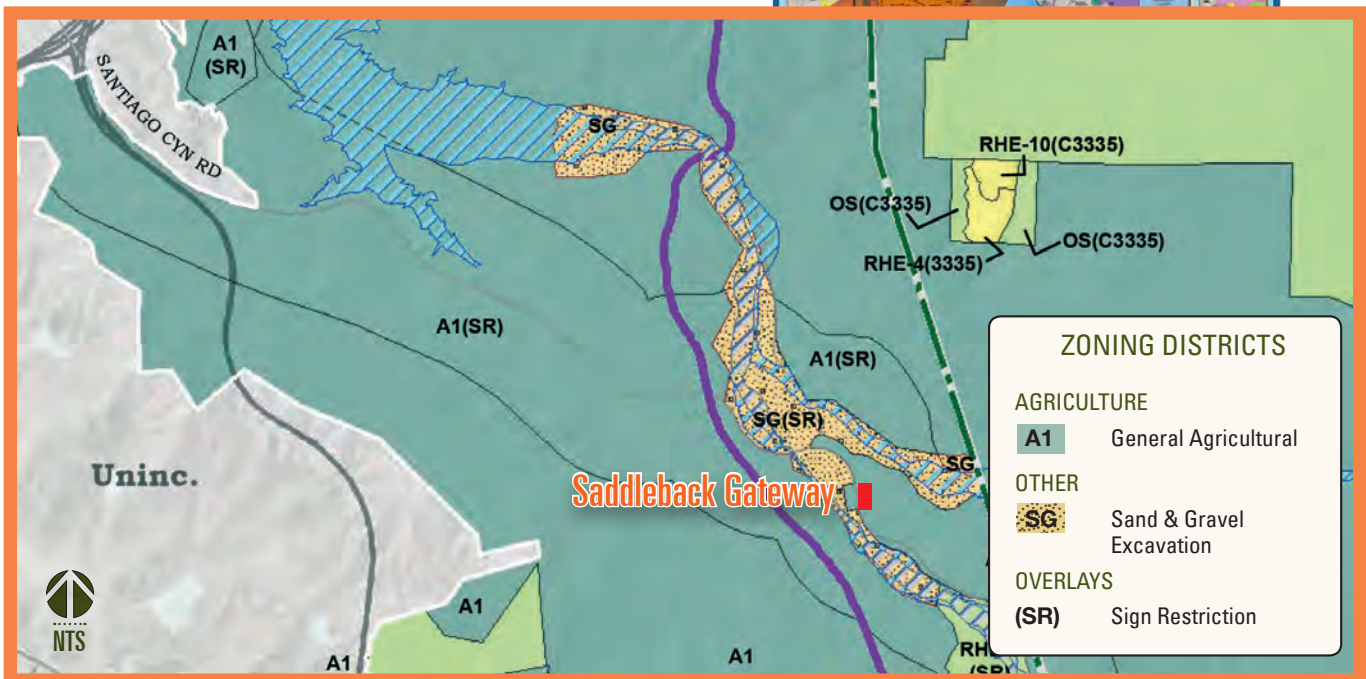 A1
(SR)
SANTIAGO CYN RD
SG
RHE-10(C3335)
OS(C3335)
OS(C3335)
RHE-4(3335)
A1(SR)
A1(SR)
SG(SR)
SG
Uninc.
Saddleback Gateway
NTS
A1
A1
A1
RH
(SR)
ZONING DISTRICTS
AGRICULTURE
A1 General Agricultural
OTHER
SG Sand & Gravel
Excavation
OVERLAYS
(SR) Sign Restriction